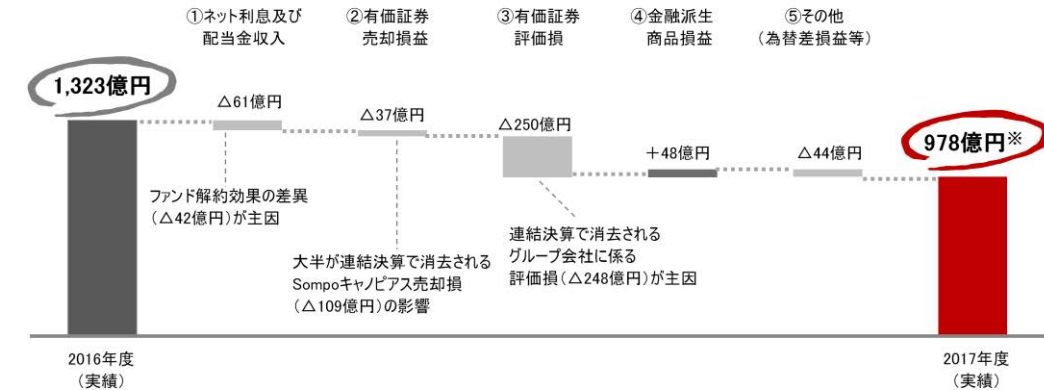 ①ネット利息及び
配当金収入
②有価証券
売却損益
③有価証券
評価損
④金融派生
商品損益
⑤その他
(為替差損益等)
1,323億円
△61億円
△37億円
△250億円
+48億円
△44億円
978億円※
ファンド解約効果の差異
(△42億円)が主因
大半が連結決算で消去される
Sompoキャノピアス売却損
(△109億円)の影響
連結決算で消去される
グループ会社に係る
評価損(△248億円)が主因
2016年度
(実績)
2017年度
(実績)